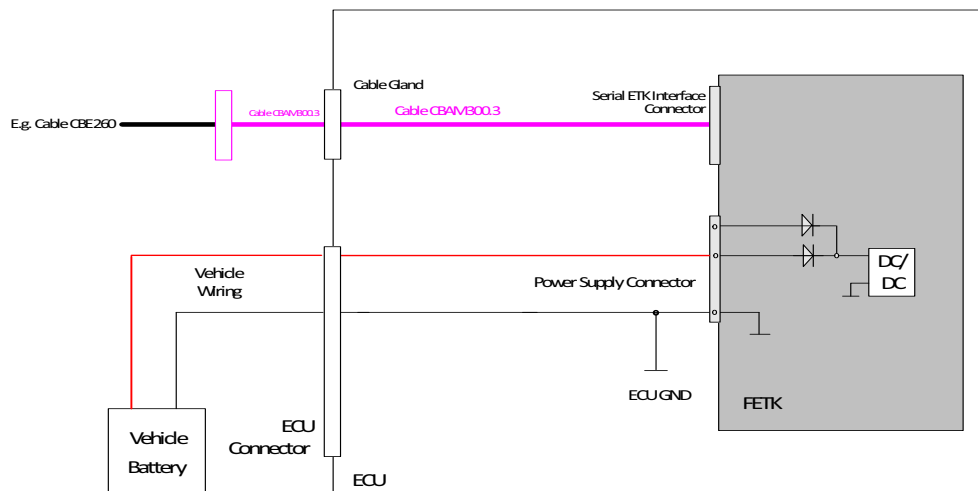 Cable Gland
Serial ETK Interface
Connector
Cable CBAM300.3
Cable CBAM300.3
E.g. Cable CBE260
DC/
DC
Vehicle
Wiring
Power Supply Connector
ECU GND
FETK
ECU
Connector
Vehicle
Battery
ECU